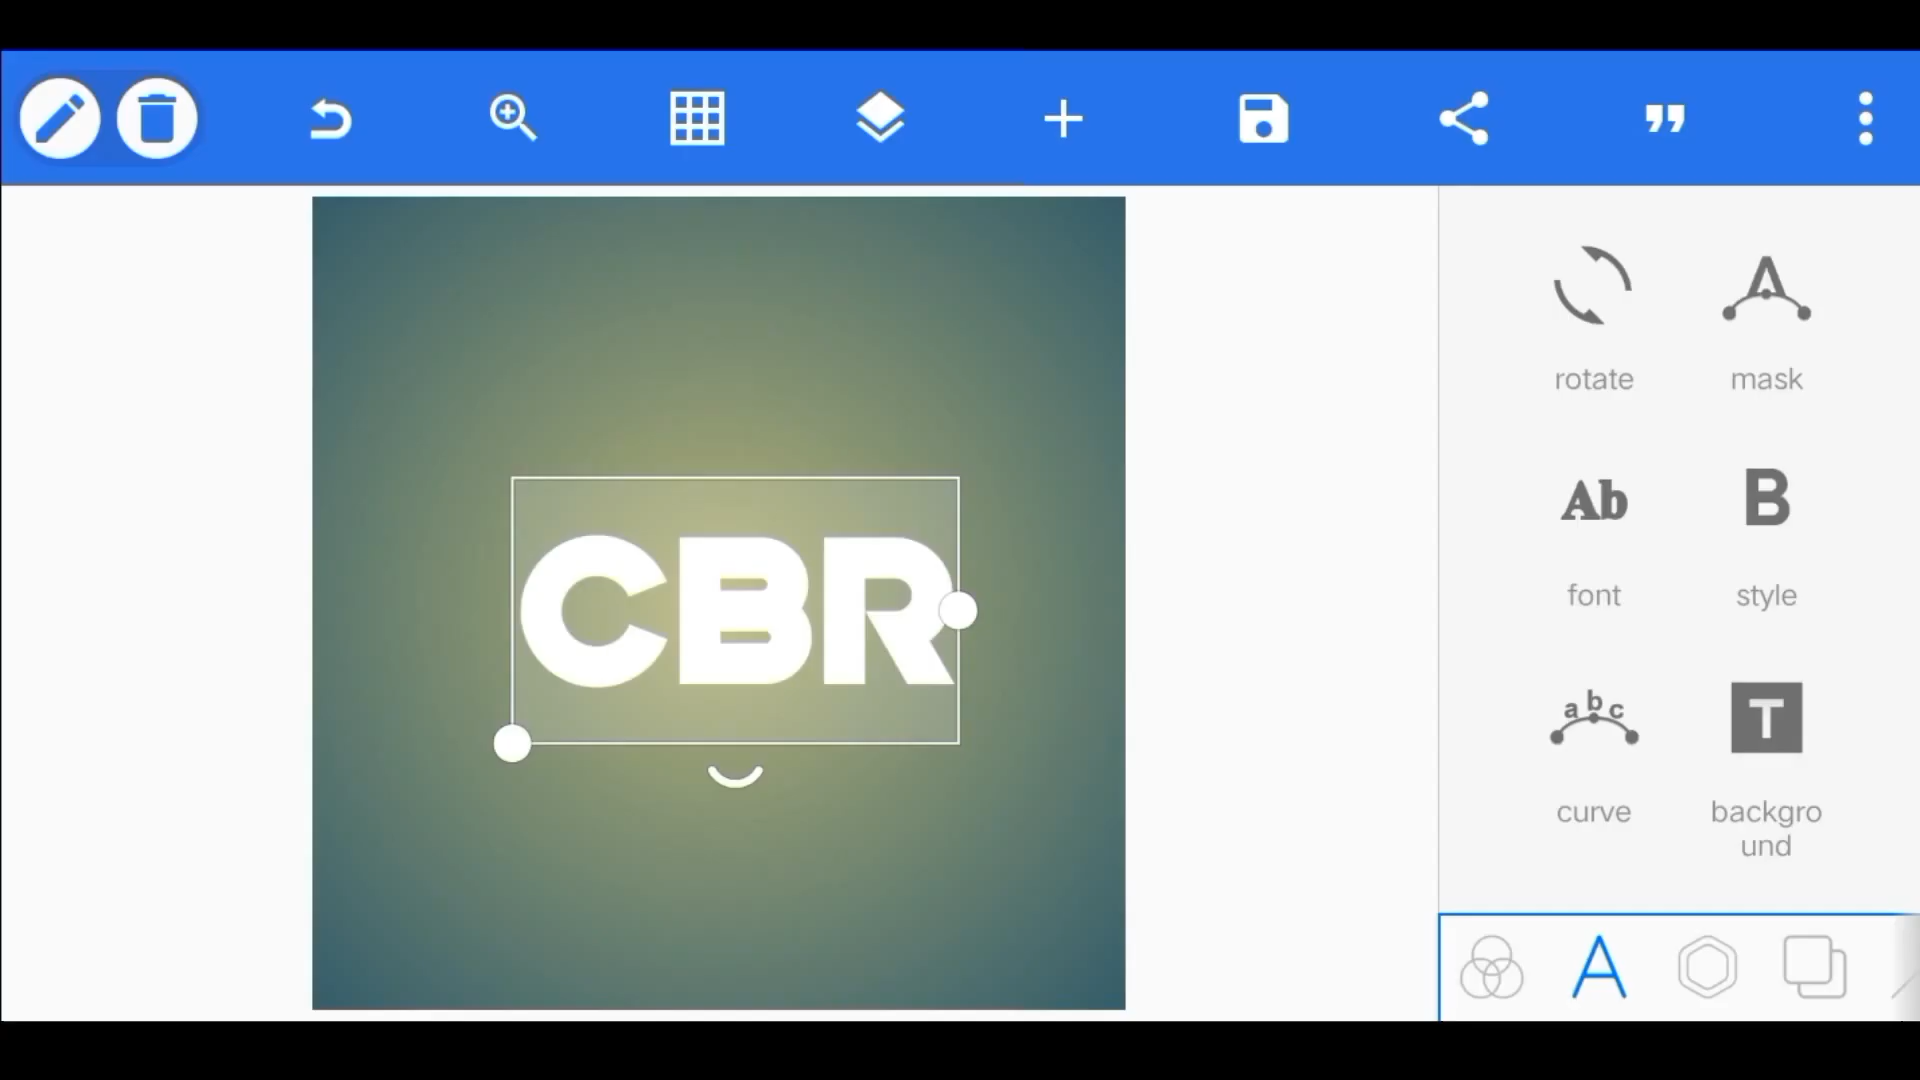 rotate
mask
CBR
Ab
B
font
style
abc
T
curve
backgro
und
A